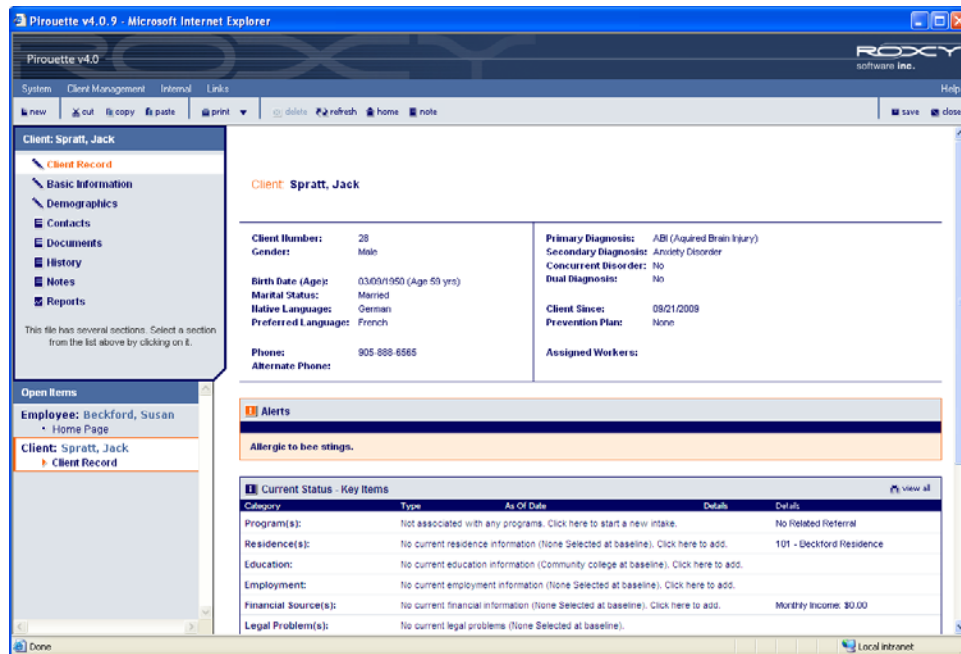 Pirouette v4.0.9 - Microsoft Internet Explorer
Pirouette v4.0
ROXY
software inc.
System Client Management Internal Links Help
new cut copy paste print delete refresh home note save close
Client: Spratt, Jack
Client Record
Basic Information
Demographics
Contacts
Documents
History
Notes
Reports
This file has several sections. Select a section
from the list above by clicking on it.
Open Items
Employee: Beckford, Susan
• Home Page
Client: Spratt, Jack
Client Record
Client: Spratt, Jack
Client Number: 28
Gender: Male
Birth Date (Age): 03/09/1950 (Age 59 yrs)
Marital Status: Married
Native Language: German
Preferred Language: French
Phone: 905-888-6565
Alternate Phone:
Primary Diagnosis: ABI (Aquired Brain Injury)
Secondary Diagnosis: Anxiety Disorder
Concurrent Disorder: No
Dual Diagnosis: No
Client Since: 09/21/2009
Prevention Plan: None
Assigned Workers:
Alerts
Allergic to bee stings.
Current Status - Key Items view all
Category Type As Of Date Details Details
Program(s): Not associated with any programs. Click here to start a new intake. No Related Referral
Residence(s): No current residence information (None Selected at baseline). Click here to add. 101 - Beckford Residence
Education: No current education information (Community college at baseline). Click here to add.
Employment: No current employment information (None Selected at baseline). Click here to add.
Financial Source(s): No current financial information (None Selected at baseline). Click here to add. Monthly Income: $0.00
Legal Problem(s): No current legal problems (None Selected at baseline).
Done Local intranet